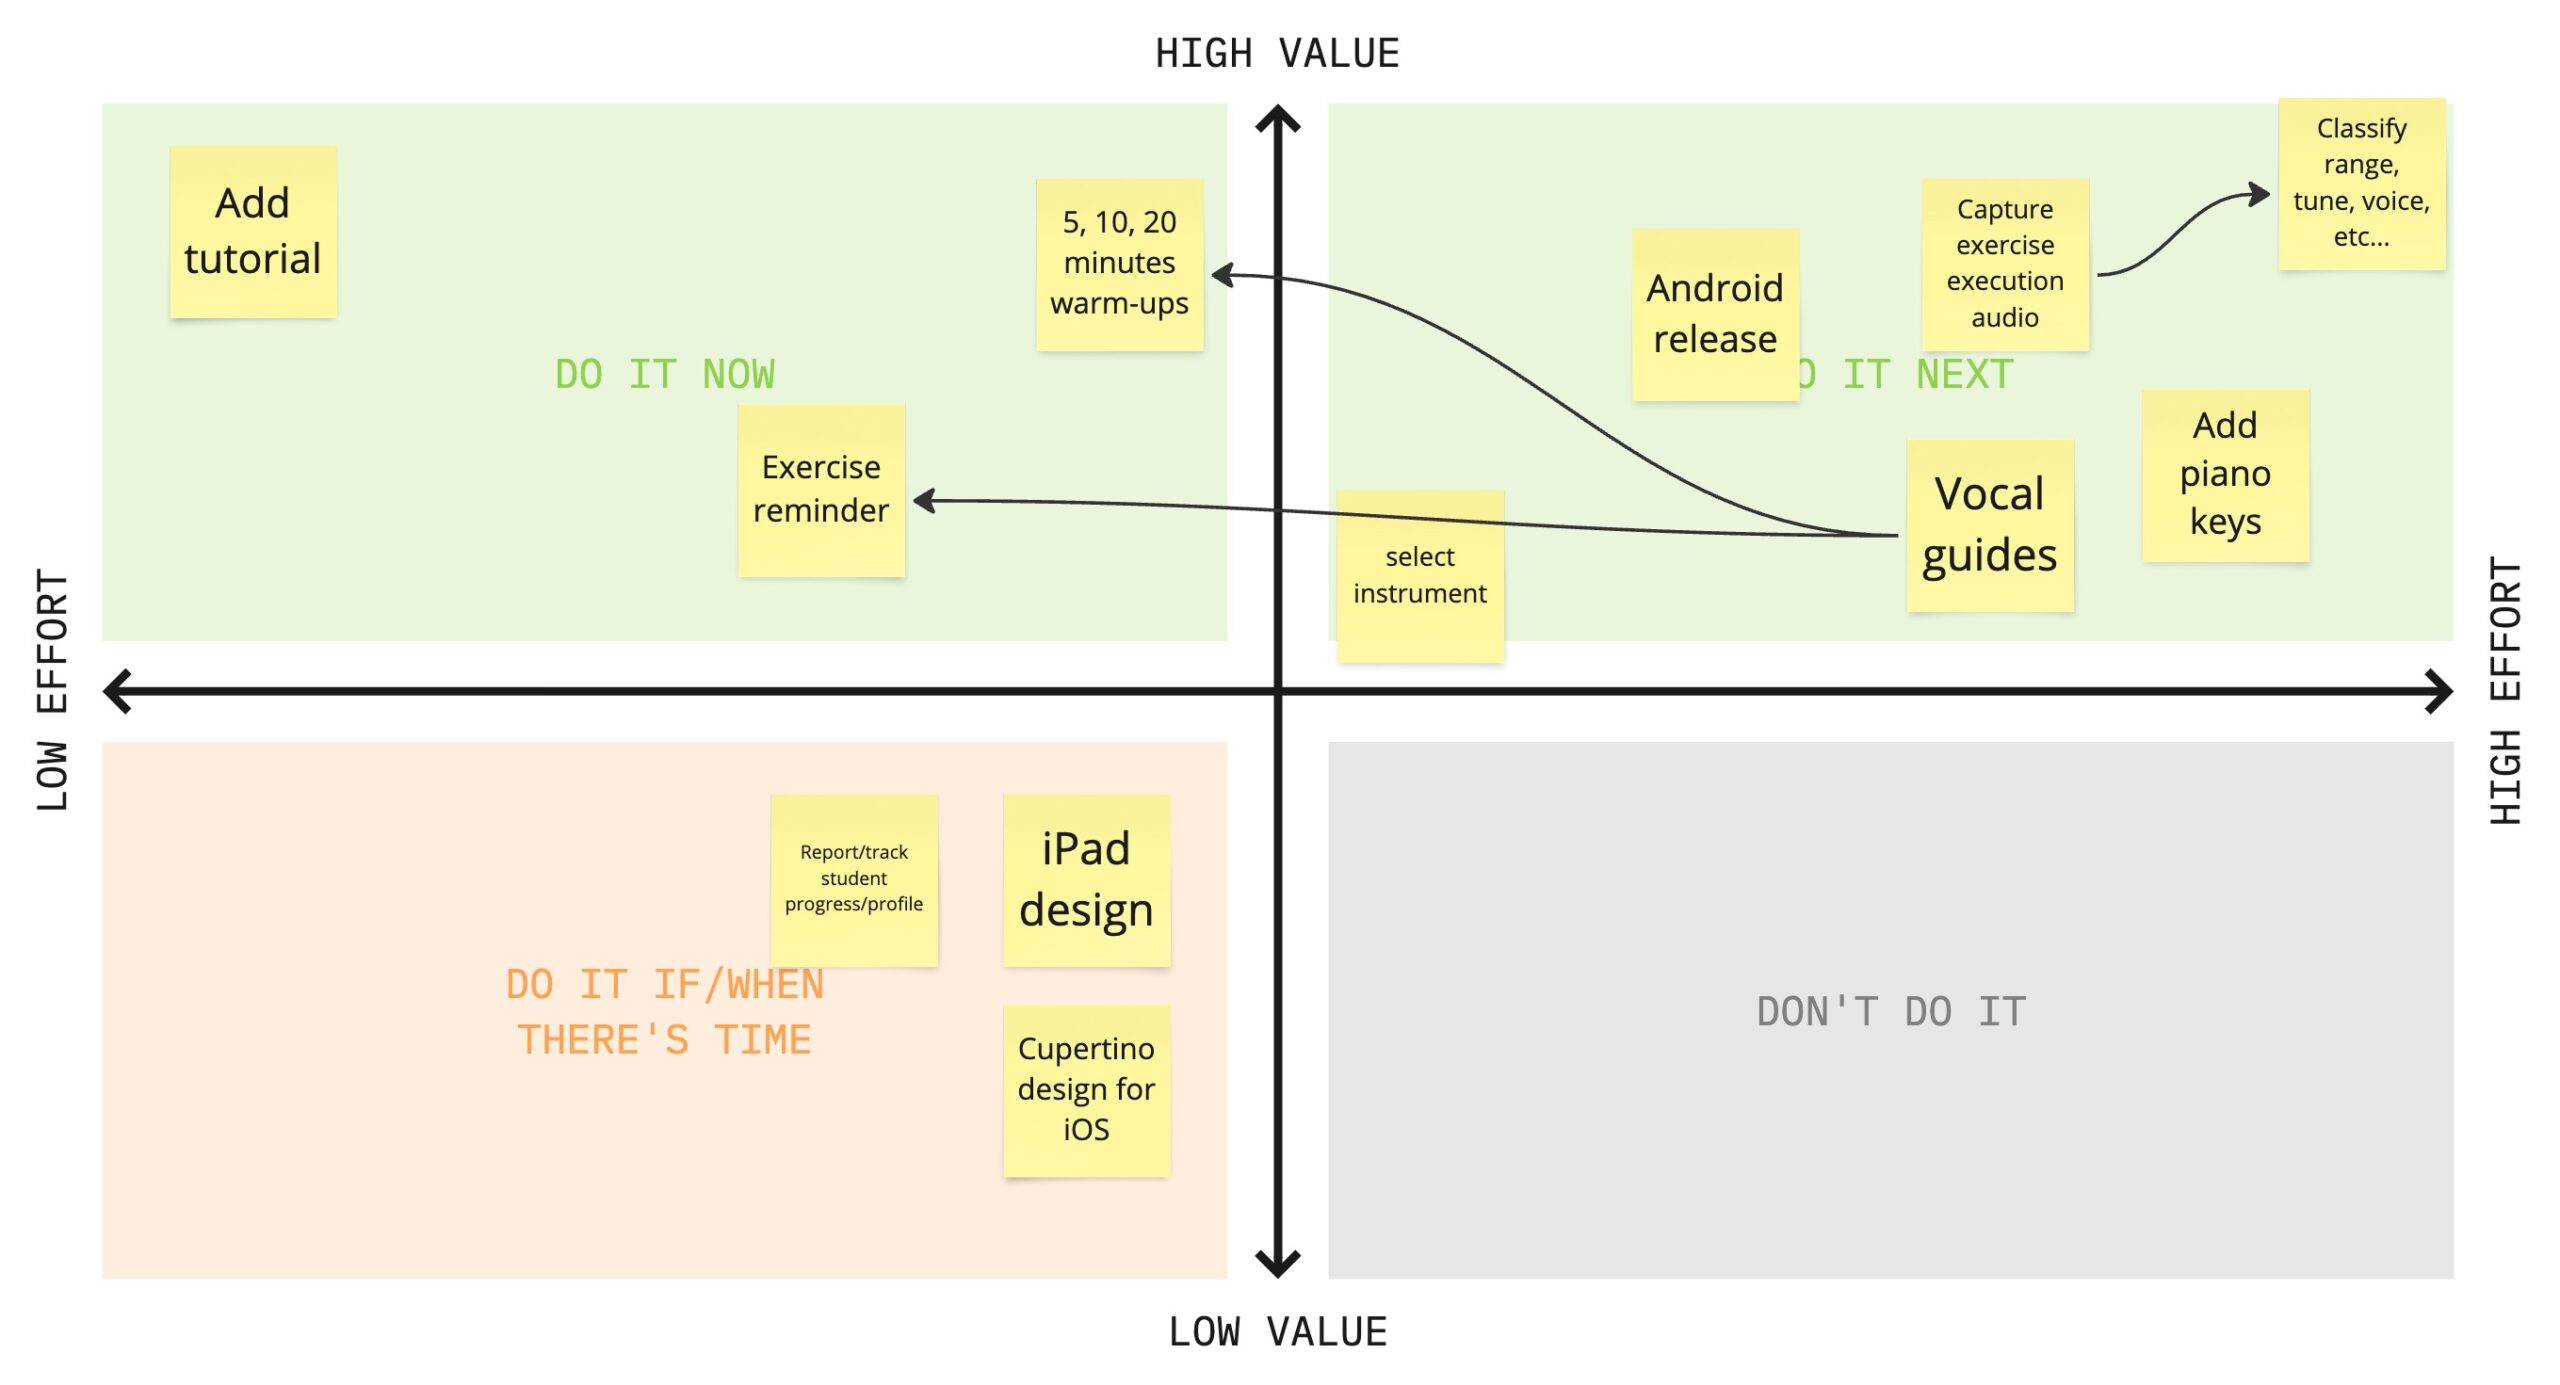 HIGH VALUE
Add
tutorial
5, 10, 20
minutes
warm-ups
DO IT NOW
Exercise
reminder
Classify
range,
tune, voice,
etc...
Capture
exercise
execution
audio
Android
release
O IT NEXT
Add
piano
keys
Vocal
guides
select
instrument
LOW EFFORT
HIGH EFFORT
Report/track
student
progress/profile
iPad
design
DO IT IF/WHEN
THERE'S TIME
Cupertino
design for
iOS
DON'T DO IT
LOW VALUE